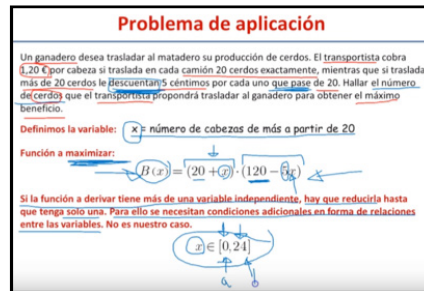 Problema de aplicación
Un ganadero desea trasladar al matadero su producción de cerdos. El transportista cobra
1,20 € por cabeza si traslada en cada camión 20 cerdos exactamente, mientras que si traslada
más de 20 cerdos le descuentan 5 céntimos por cada uno que pase de 20. Hallar el número
de cerdos que el transportista propondrá trasladar al ganadero para obtener el máximo
beneficio.
Definimos la variable: x = número de cabezas de más a partir de 20
Función a maximizar:
B(x) = (20 + x) · (120 − 5x)
Si la función a derivar tiene más de una variable independiente, hay que reducirla hasta
que tenga solo una. Para ello se necesitan condiciones adicionales en forma de relaciones
entre las variables. No es nuestro caso.
x ∈ [0,24]
a b